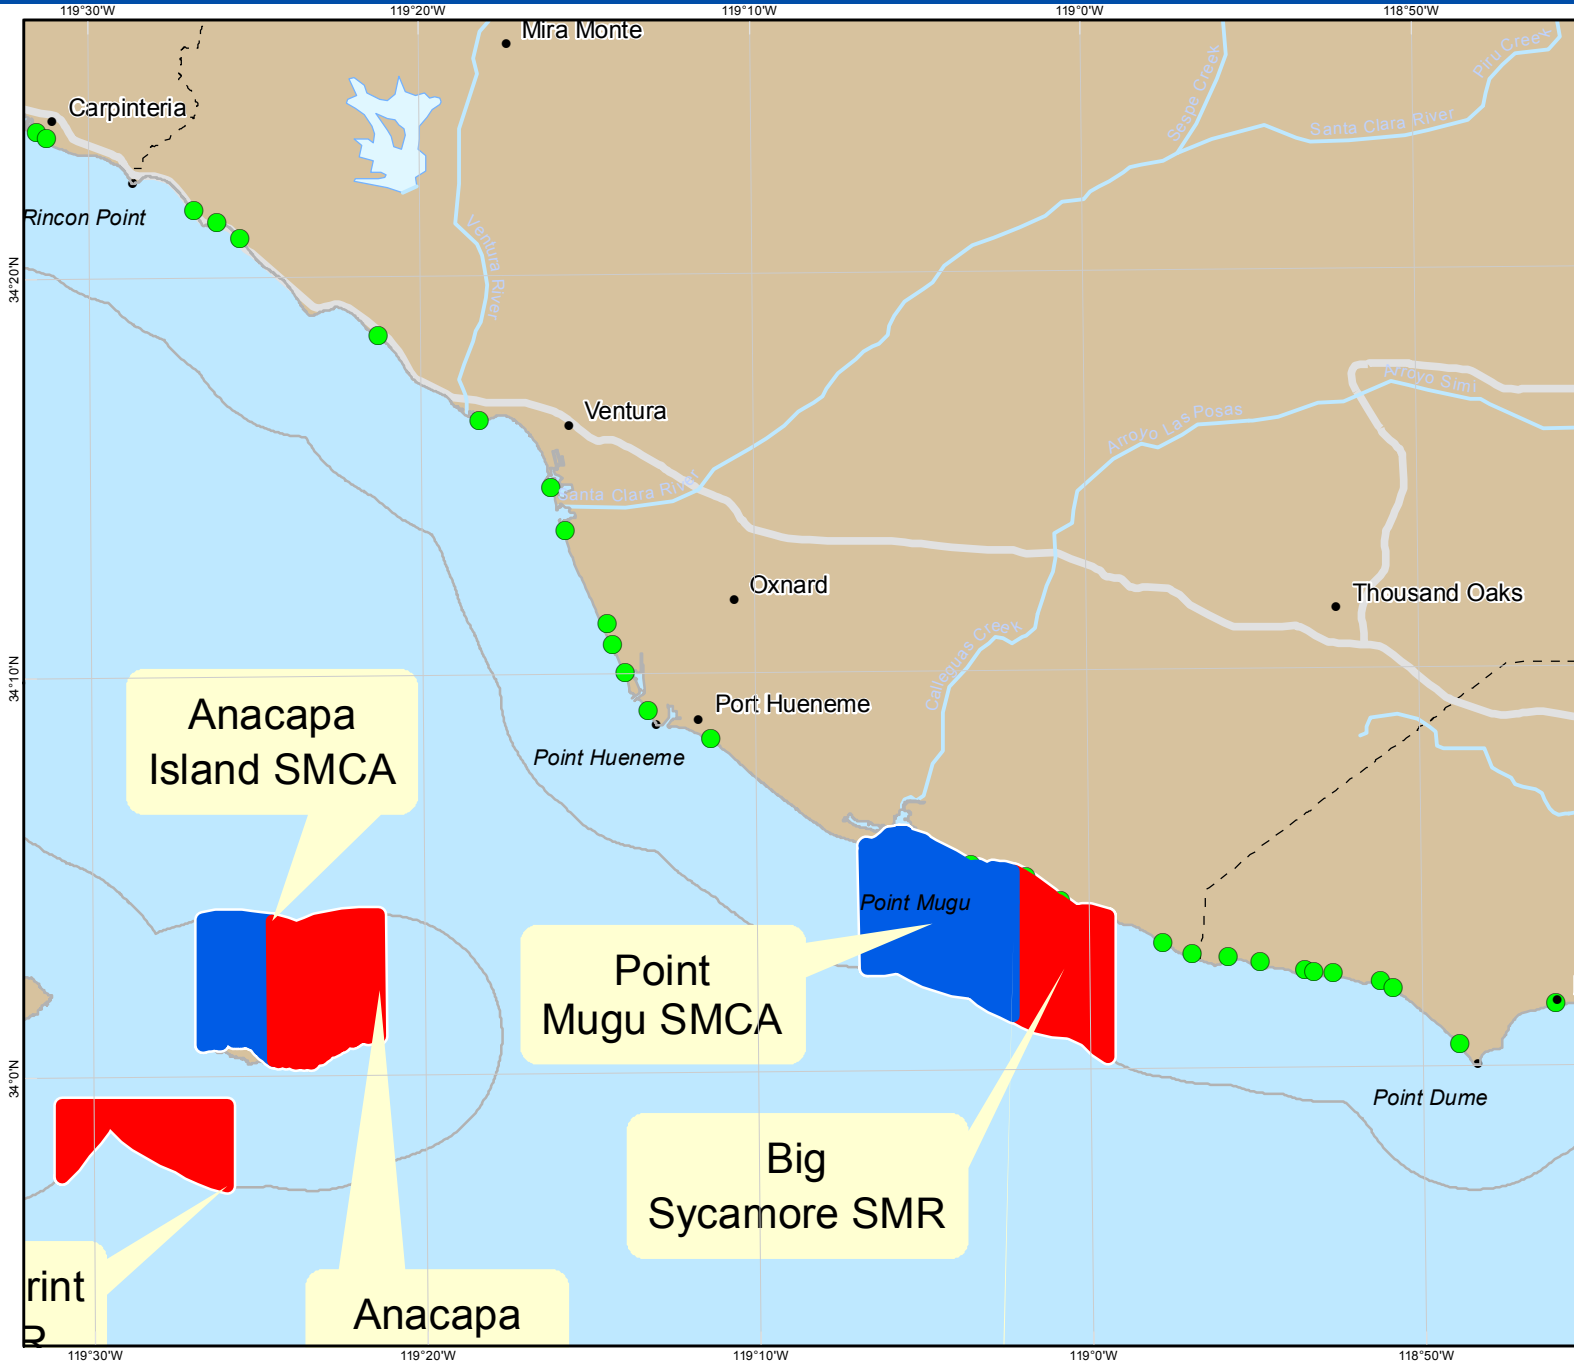 119°30'W
119°20'W
119°10'W
119°0'W
118°50'W
Mira Monte
Carpinteria
Sespe Creek
Piru Creek
Santa Clara River
Rincon Point
Ventura River
34°20'N
Ventura
Arroyo Simi
Arroyo Las Posas
Santa Clara River
Oxnard
Thousand Oaks
Calleguas Creek
34°10'N
Anacapa
Island SMCA
Port Hueneme
Point Hueneme
Point Mugu
Point
Mugu SMCA
34°0'N
Point Dume
Big
Sycamore SMR
rint
R
Anacapa
119°30'W
119°20'W
119°10'W
119°0'W
118°50'W